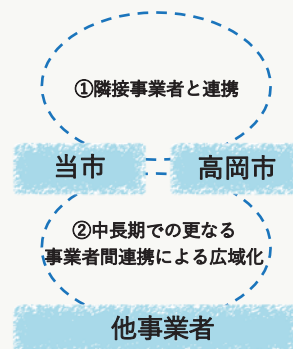 ①隣接事業者と連携
当市
高岡市
②中長期での更なる
事業者間連携による広域化
他事業者